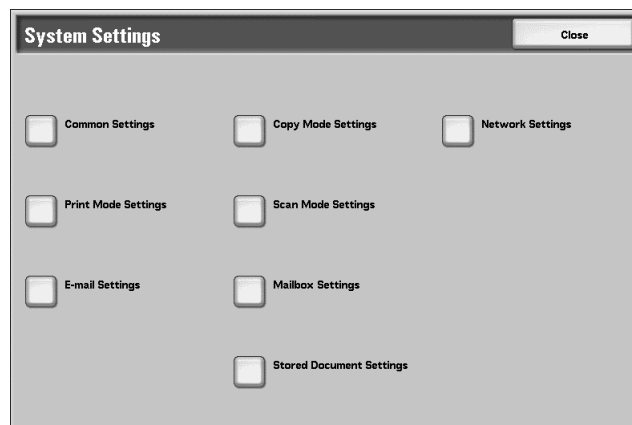 System Settings
Close
Common Settings
Copy Mode Settings
Network Settings
Print Mode Settings
Scan Mode Settings
E-mail Settings
Mailbox Settings
Stored Document Settings